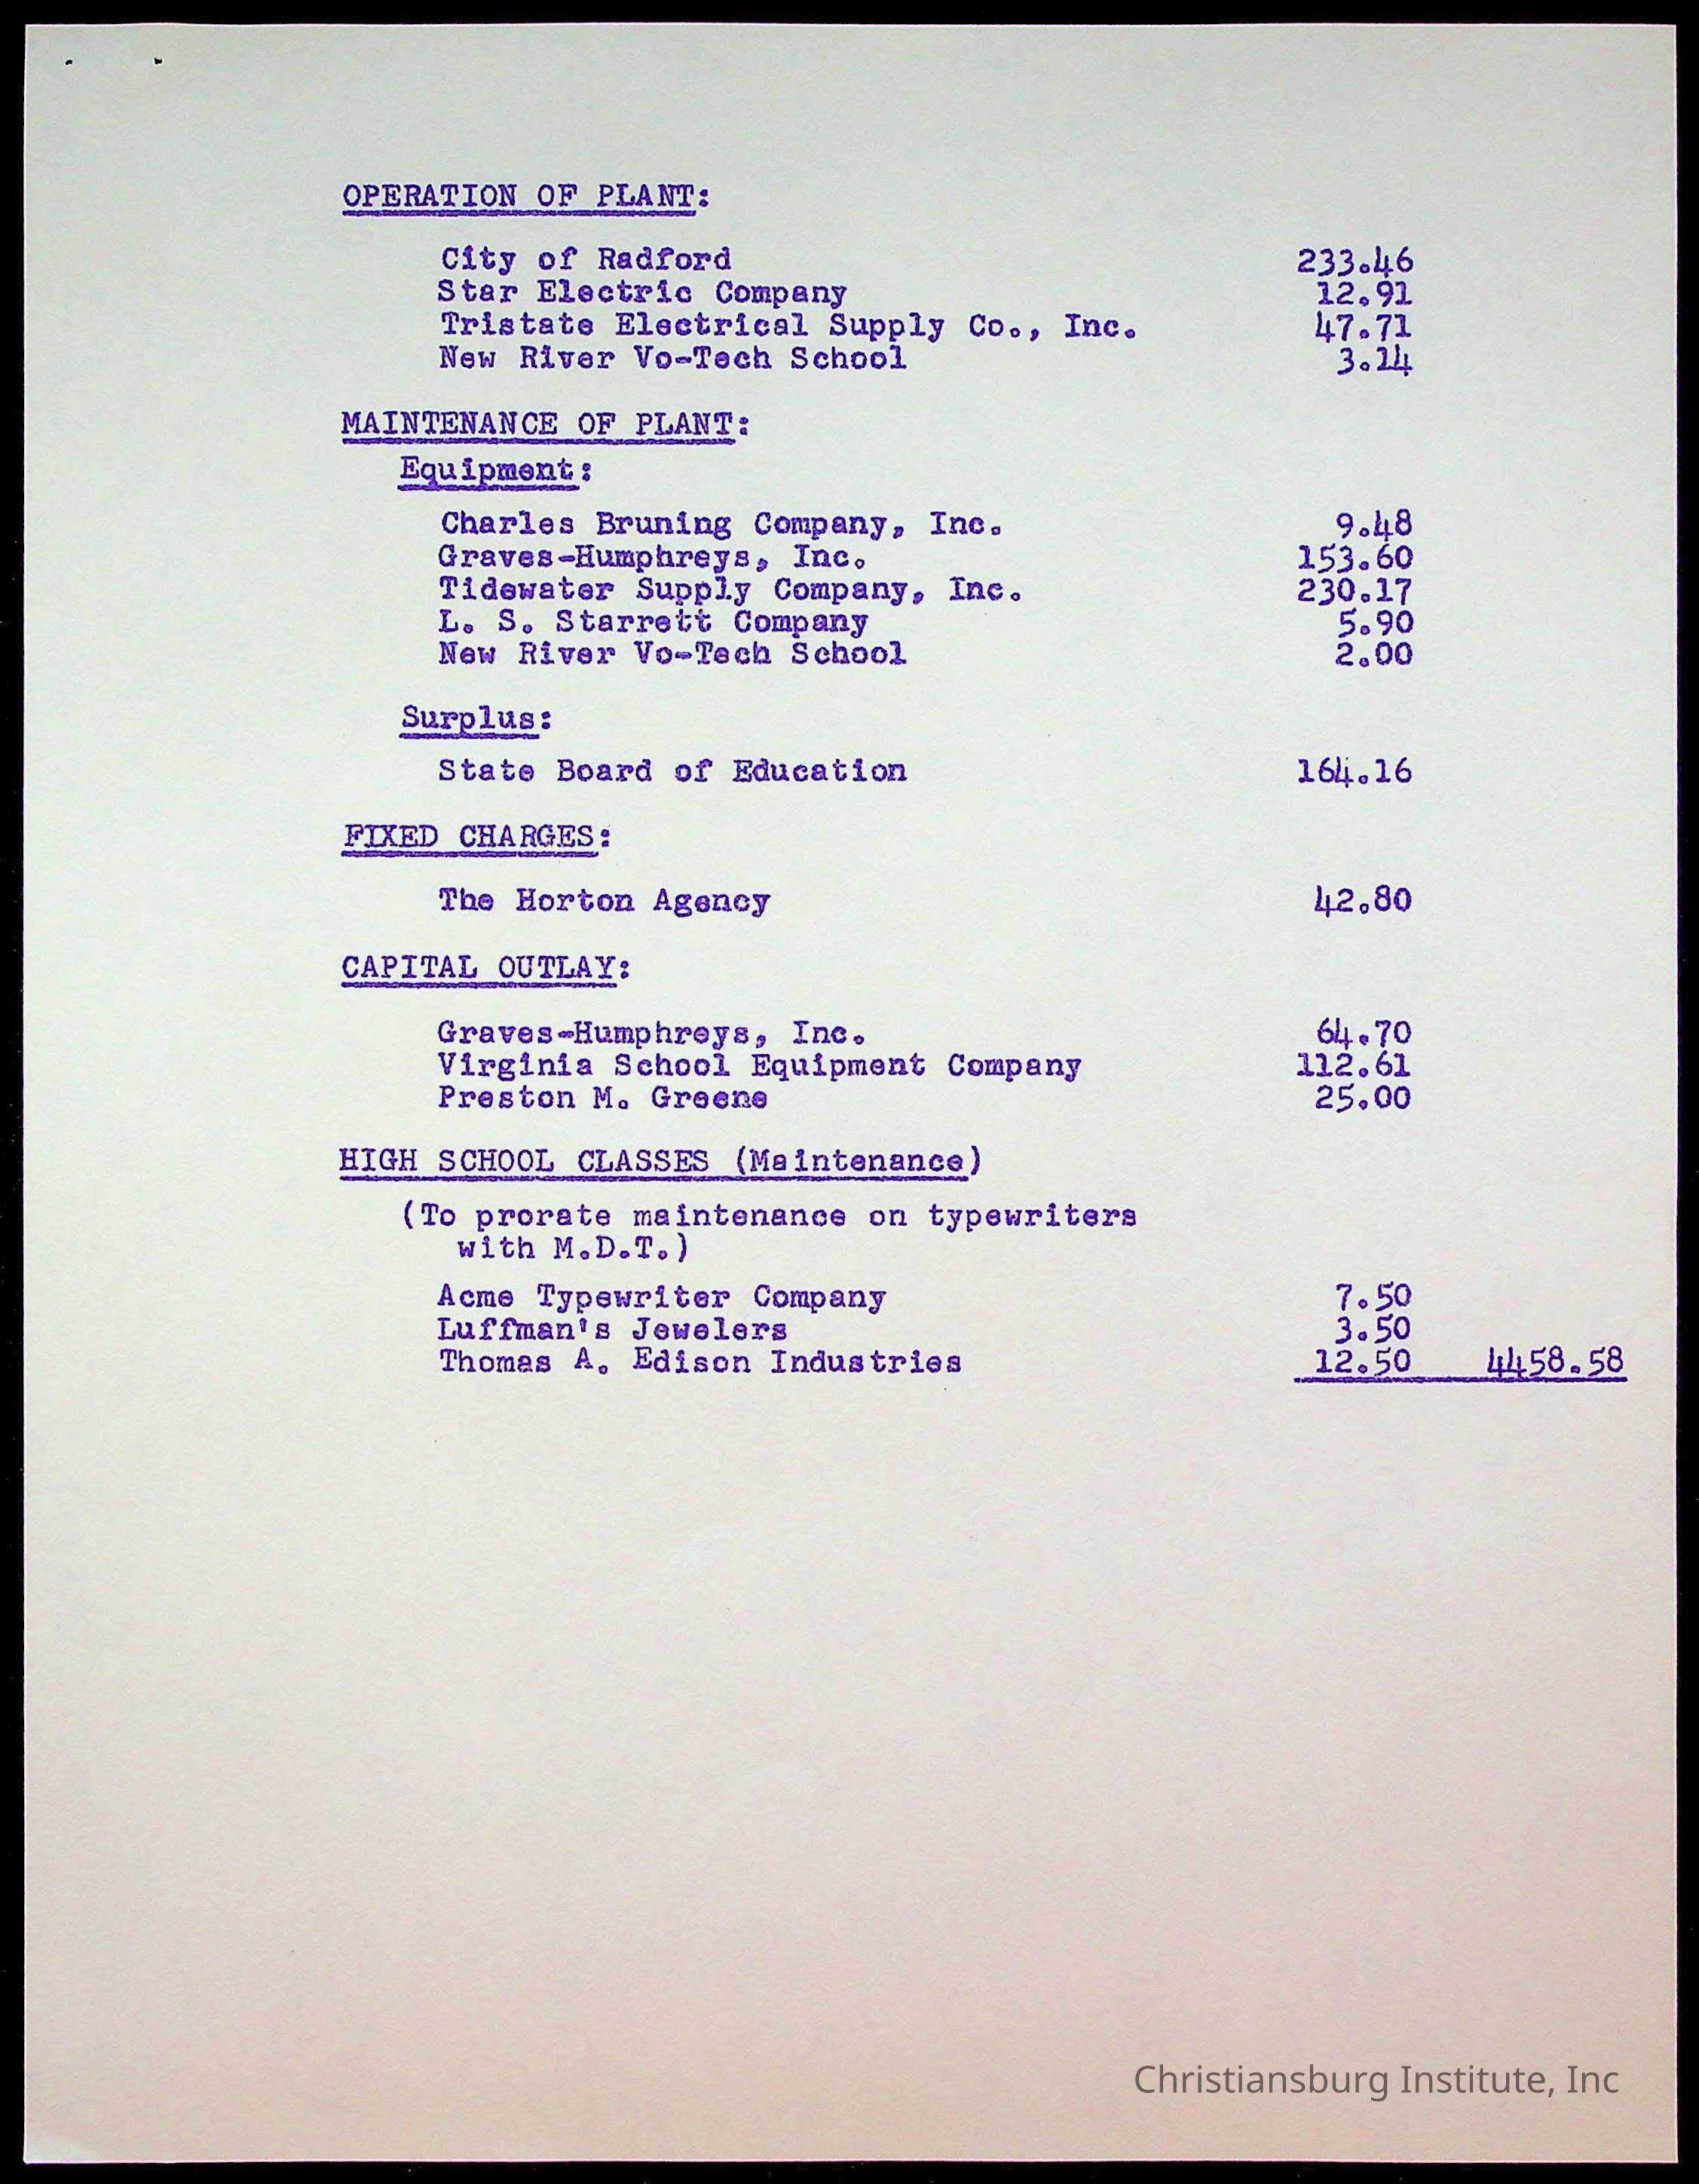 OPERATION OF PLANT:
City of Radford 233.46
Star Electric Company 12.91
Tristate Electrical Supply Co., Inc. 47.71
New River Vo-Tech School 3.14
MAINTENANCE OF PLANT:
Equipment:
Charles Bruning Company, Inc. 9.48
Graves-Humphreys, Inc. 153.60
Tidewater Supply Company, Inc. 230.17
L. S. Starrett Company 5.90
New River Vo-Tech School 2.00
Surplus:
State Board of Education 164.16
FIXED CHARGES:
The Horton Agency 42.80
CAPITAL OUTLAY:
Graves-Humphreys, Inc. 64.70
Virginia School Equipment Company 112.61
Preston M. Greene 25.00
HIGH SCHOOL CLASSES (Maintenance)
(To prorate maintenance on typewriters
with M.D.T.)
Acme Typewriter Company 7.50
Luffman's Jewelers 3.50
Thomas A. Edison Industries 12.50 4458.58
Christiansburg Institute, Inc